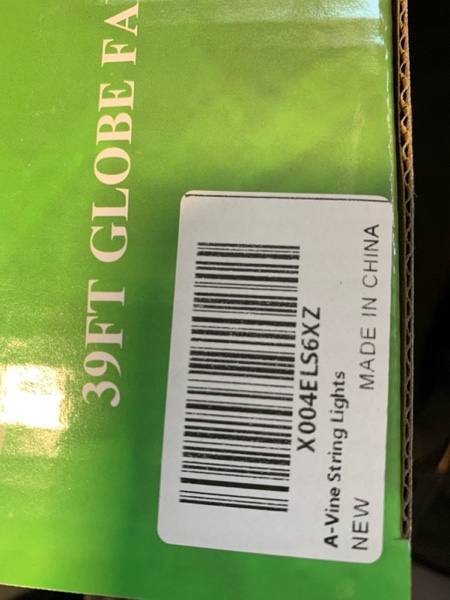 39FT GLOBE FA
X004ELS6XZ
A-Vine String Lights
NEW
MADE IN CHINA